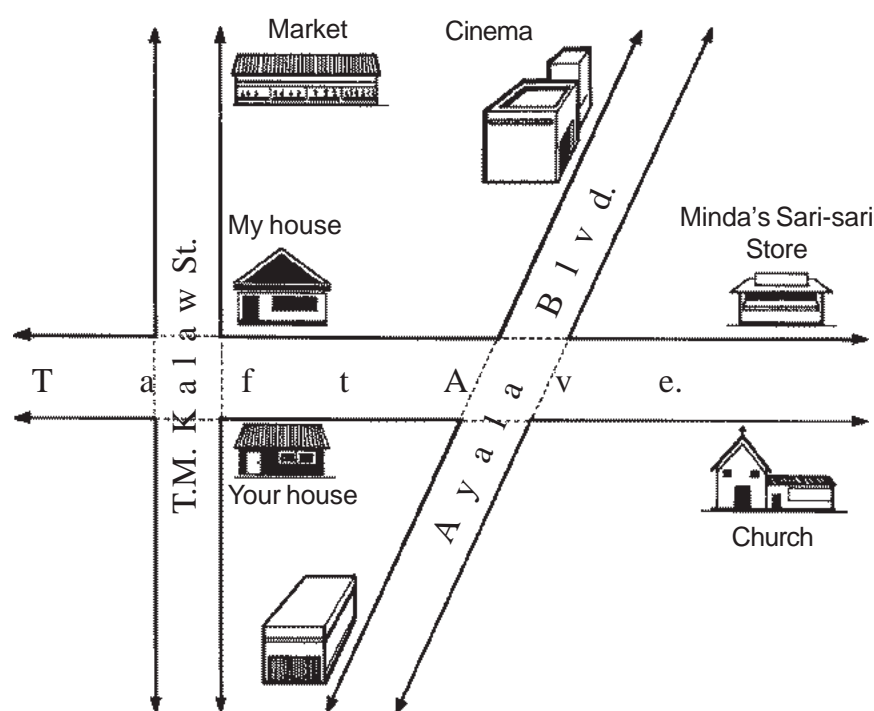 Market
Cinema
My house
Minda's Sari-sari
Store
T.M. Kalaw St.
Ayala Blvd.
Taft Ave.
Your house
Church